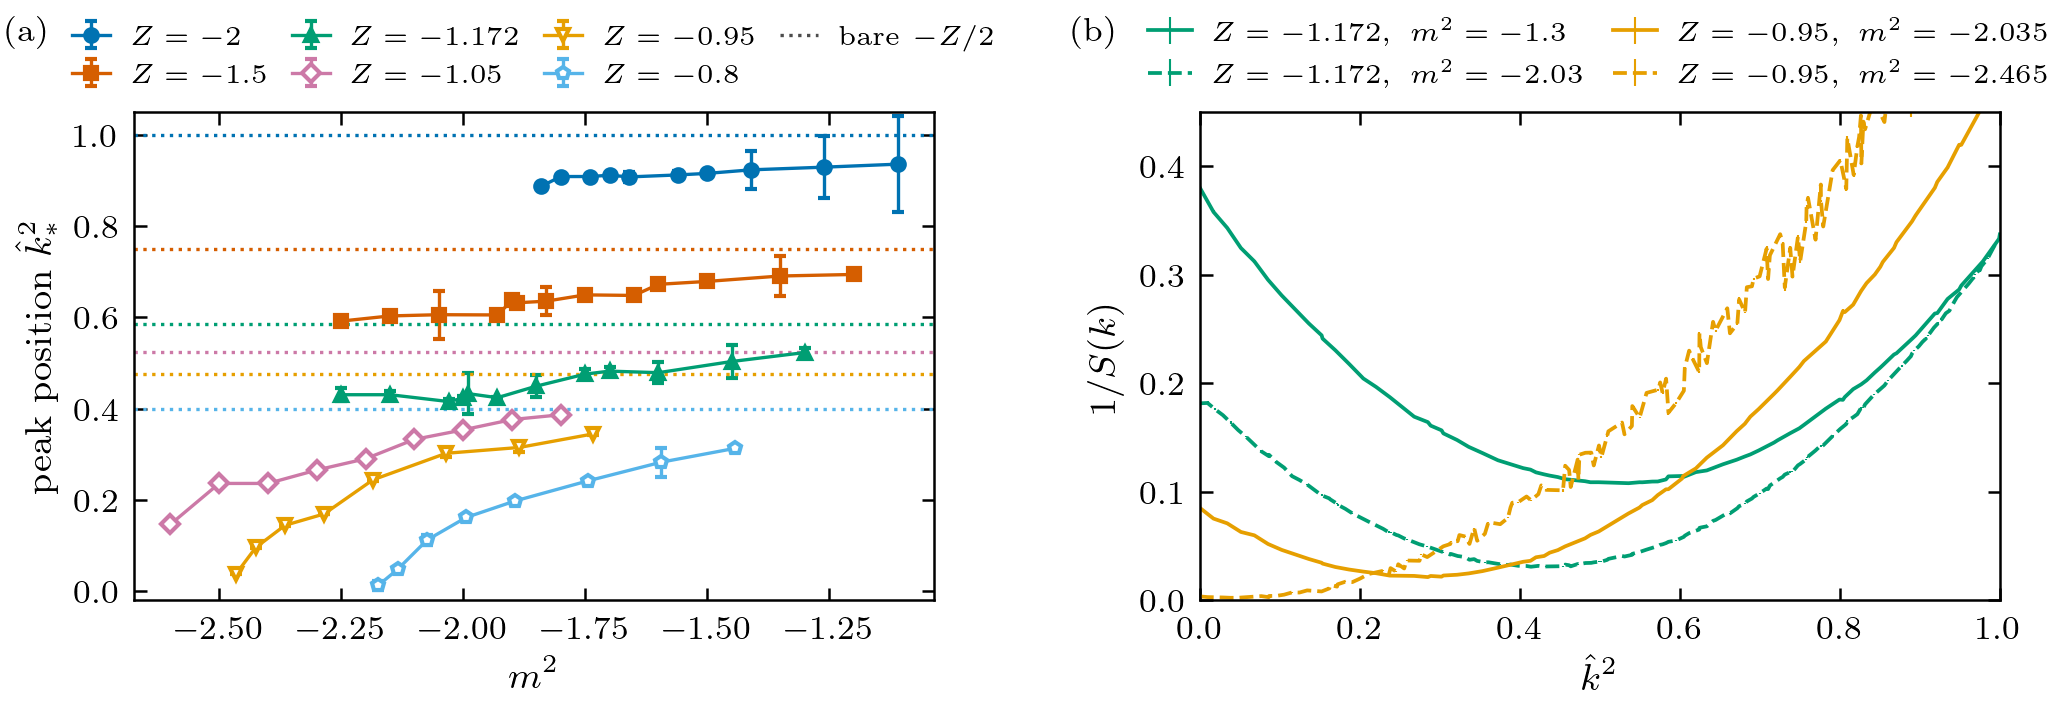 (a) Z = −2 Z = −1.172 Z = −0.95 bare −Z/2
Z = −1.5 Z = −1.05 Z = −0.8
1.0
0.8
0.6
0.4
0.2
0.0
peak position k̂²∗
−2.50 −2.25 −2.00 −1.75 −1.50 −1.25
m²
(b) Z = −1.172, m² = −1.3 Z = −0.95, m² = −2.035
Z = −1.172, m² = −2.03 Z = −0.95, m² = −2.465
0.4
0.3
0.2
0.1
0.0
1/S(k)
0.0 0.2 0.4 0.6 0.8 1.0
k̂²